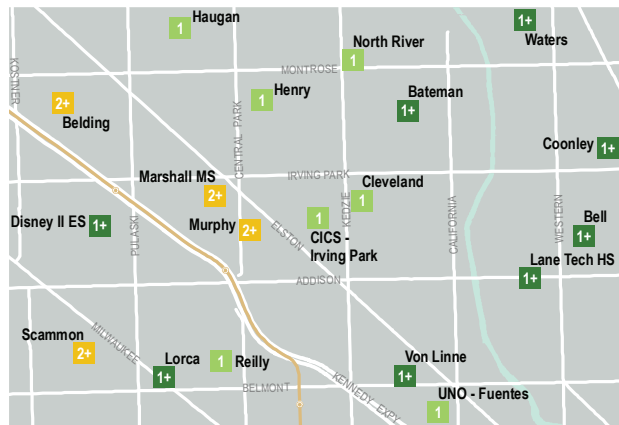 Haugan
1
1+
Waters
North River
1
MONTROSE
KOSTNER
2+
Belding
Henry
1
Bateman
1+
CENTRAL PARK
Coonley
1+
IRVING PARK
Marshall MS
2+
Cleveland
1
KEDZIE
Disney II ES
1+
PULASKI
Murphy
2+
ELSTON
1
CICS -
Irving Park
CALIFORNIA
WESTERN
Bell
1+
Lane Tech HS
1+
ADDISON
Scammon
2+
MILWAUKEE
Lorca
1+
1
Reilly
BELMONT
KENNEDY EXPY
Von Linne
1+
UNO - Fuentes
1